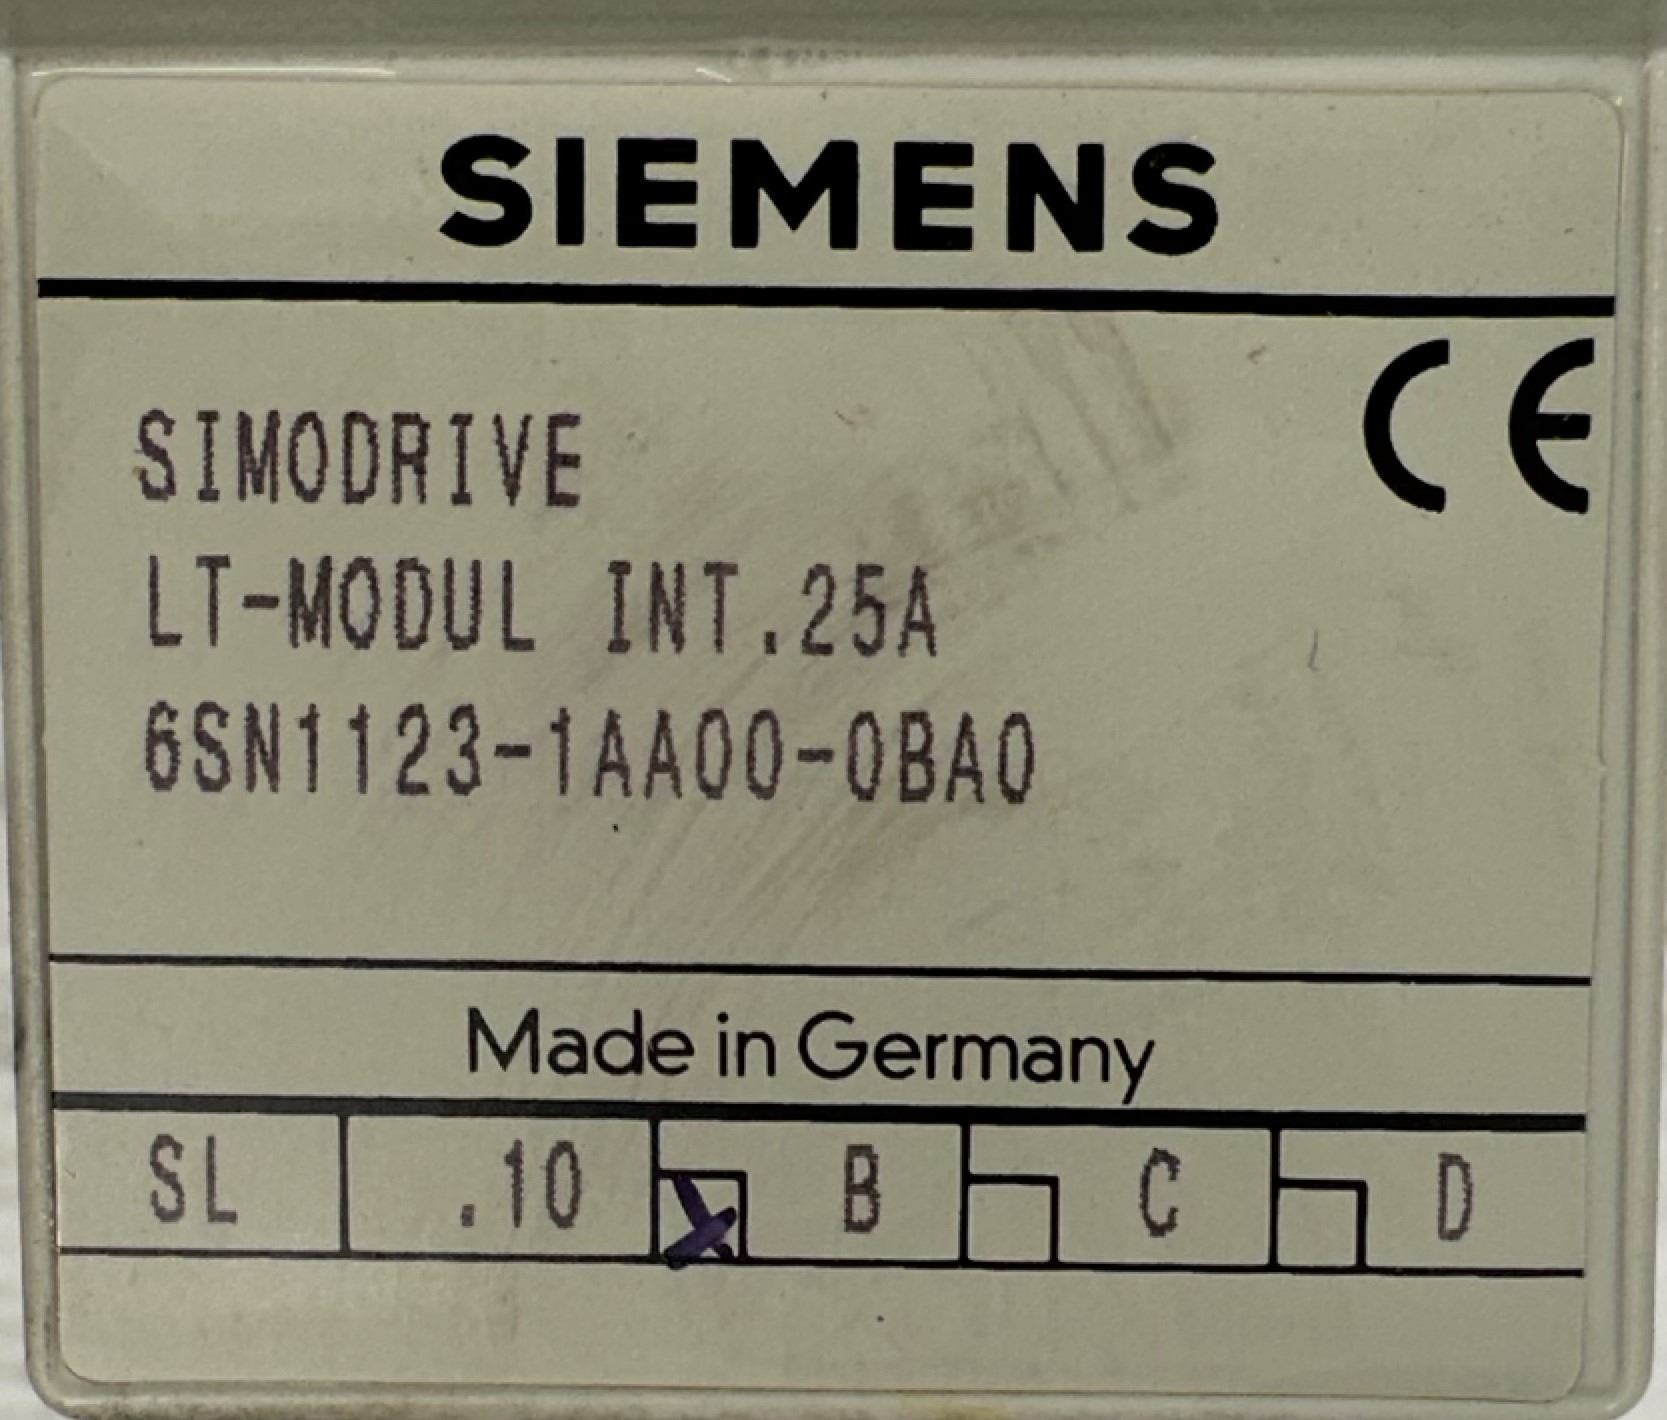 SIEMENS
CE
SIMODRIVE
LT-MODUL INT.25A
6SN1123-1AA00-0BA0
Made in Germany
SL .10 B C D